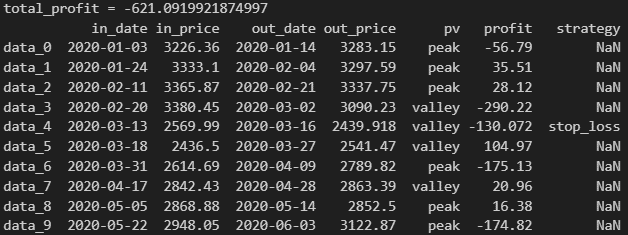 total_profit = -621.0919921874997
in_date in_price out_date out_price pv profit strategy
data_0 2020-01-03 3226.36 2020-01-14 3283.15 peak -56.79 NaN
data_1 2020-01-24 3333.1 2020-02-04 3297.59 peak 35.51 NaN
data_2 2020-02-11 3365.87 2020-02-21 3337.75 peak 28.12 NaN
data_3 2020-02-20 3380.45 2020-03-02 3090.23 valley -290.22 NaN
data_4 2020-03-13 2569.99 2020-03-16 2439.918 valley -130.072 stop_loss
data_5 2020-03-18 2436.5 2020-03-27 2541.47 valley 104.97 NaN
data_6 2020-03-31 2614.69 2020-04-09 2789.82 peak -175.13 NaN
data_7 2020-04-17 2842.43 2020-04-28 2863.39 valley 20.96 NaN
data_8 2020-05-05 2868.88 2020-05-14 2852.5 peak 16.38 NaN
data_9 2020-05-22 2948.05 2020-06-03 3122.87 peak -174.82 NaN